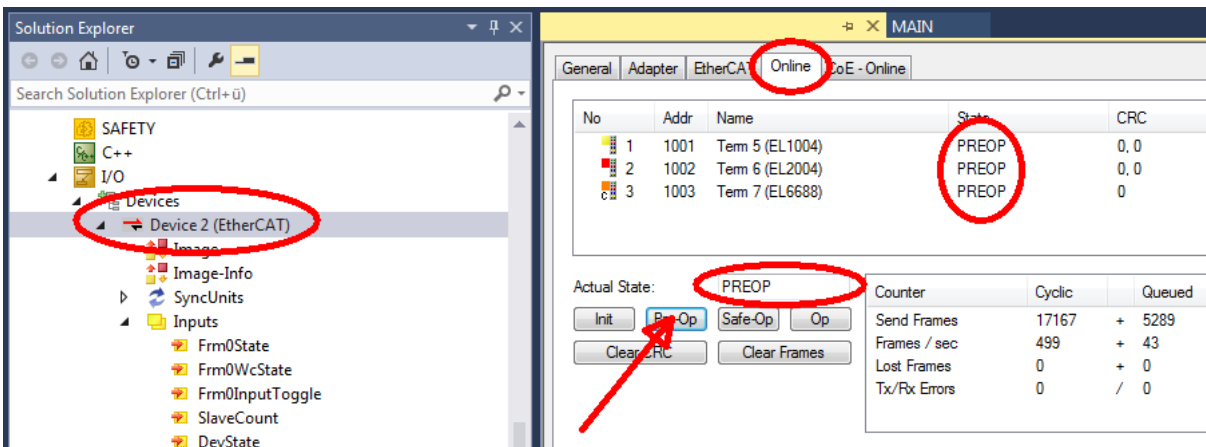 Solution Explorer
Search Solution Explorer (Ctrl+ü)
SAFETY
C++
I/O
Devices
Device 2 (EtherCAT)
Image
Image-Info
SyncUnits
Inputs
Frm0State
Frm0WcState
Frm0InputToggle
SlaveCount
DevState
MAIN
General Adapter EtherCAT Online CoE - Online
No Addr Name State CRC
1 1001 Term 5 (EL1004) PREOP 0, 0
2 1002 Term 6 (EL2004) PREOP 0, 0
3 1003 Term 7 (EL6688) PREOP 0
Actual State: PREOP
Init Pre-Op Safe-Op Op
Clear CRC Clear Frames
Counter Cyclic Queued
Send Frames 17167 + 5289
Frames / sec 499 + 43
Lost Frames 0 + 0
Tx/Rx Errors 0 / 0